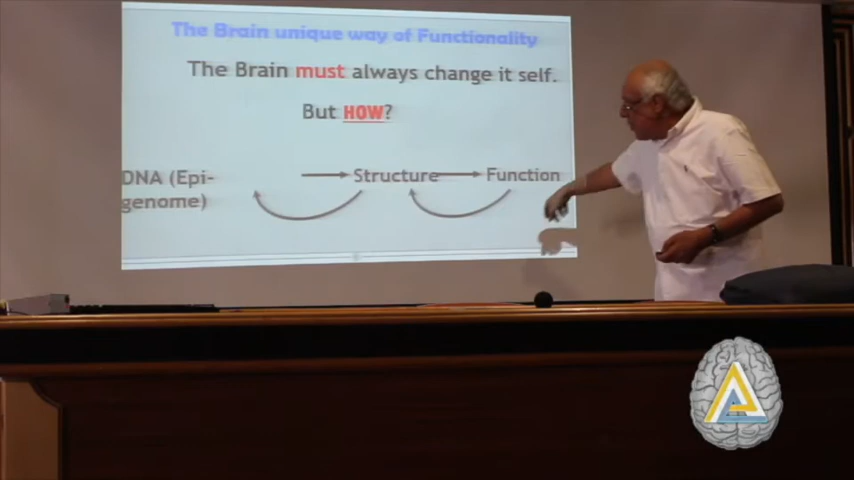 The Brain unique way of Functionality
The Brain must always change it self.
But HOW?
DNA (Epi-
genome)
Structure
Function